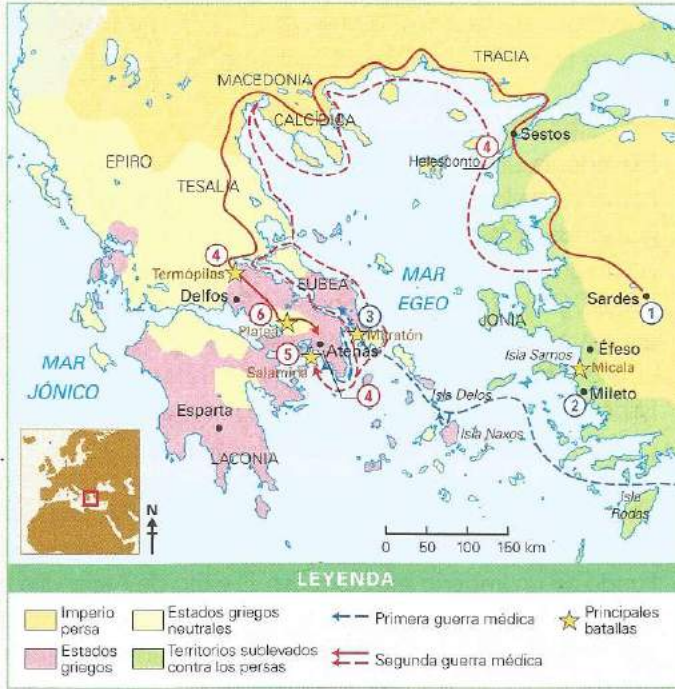 TRACIA
MACEDONIA
CALCÍDICA
Sestos
4
Helesponto
EPIRO
TESALIA
4
Termópilas
EUBEA
MAR
EGEO
Sardes
1
Delfos
6
3
Platea
Maratón
JONIA
Éfeso
Isla Samos
Micala
5
Atenas
Salamina
MAR
JÓNICO
4
Isla Delos
2
Mileto
Esparta
Isla Naxos
LACONIA
Isla
Rodas
N
0 50 100 150 km
LEYENDA
Imperio
persa
Estados griegos
neutrales
Primera guerra médica
Principales
batallas
Estados
griegos
Territorios sublevados
contra los persas
Segunda guerra médica